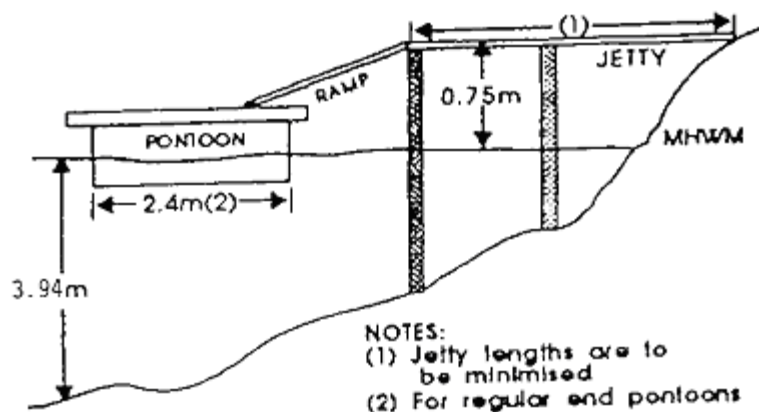 (1)
JETTY
RAMP
0.75m
PONTOON
MHWM
2.4m(2)
3.94m
NOTES:
(1) Jetty lengths are to
be minimised
(2) For regular end pontoons